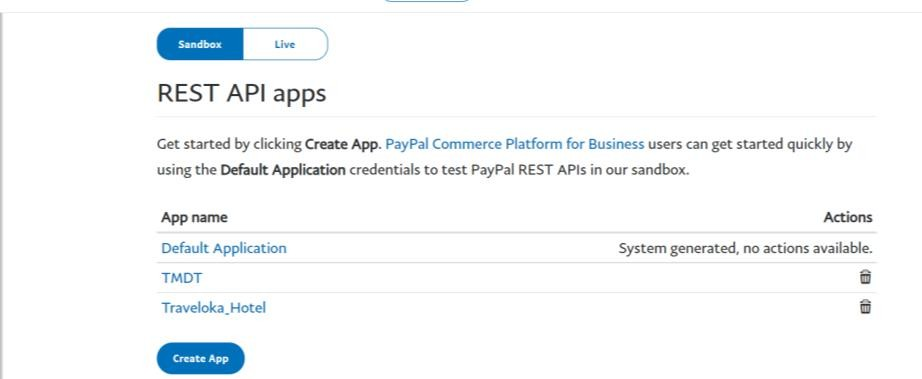 Sandbox Live
REST API apps
Get started by clicking Create App. PayPal Commerce Platform for Business users can get started quickly by
using the Default Application credentials to test PayPal REST APIs in our sandbox.
App name Actions
Default Application System generated, no actions available.
TMDT
Traveloka_Hotel
Create App